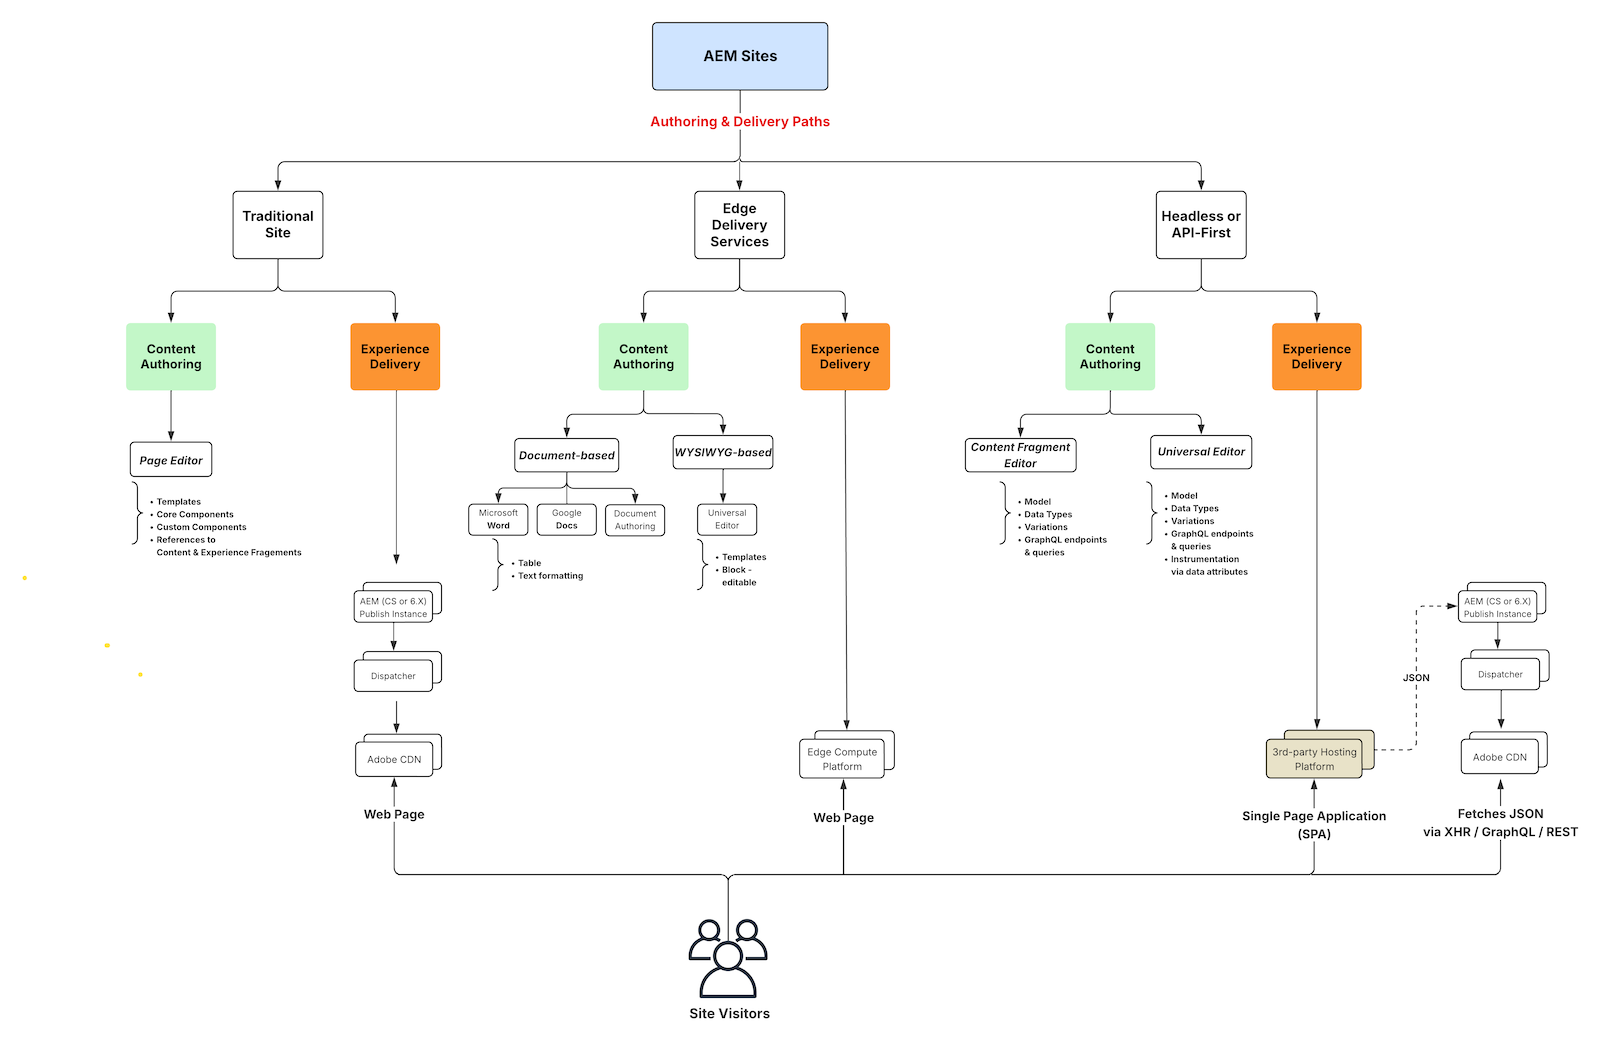 AEM Sites
Authoring & Delivery Paths
Traditional
Site
Edge
Delivery
Services
Headless or
API-First
Content
Authoring
Experience
Delivery
Content
Authoring
Experience
Delivery
Content
Authoring
Experience
Delivery
Page Editor
• Templates
• Core Components
• Custom Components
• References to
Content & Experience Fragements
Document-based
WYSIWYG-based
Microsoft
Word
Google
Docs
Document
Authoring
Universal
Editor
• Table
• Text formatting
• Templates
• Block -
editable
Content Fragment
Editor
Universal Editor
• Model
• Data Types
• Variations
• GraphQL endpoints
& queries
• Model
• Data Types
• Variations
• GraphQL endpoints
& queries
• Instrumentation
via data attributes
AEM (CS or 6.X)
Publish Instance
Dispatcher
Adobe CDN
Web Page
Edge Compute
Platform
Web Page
3rd-party Hosting
Platform
Single Page Application
(SPA)
JSON
AEM (CS or 6.X)
Publish Instance
Dispatcher
Adobe CDN
Fetches JSON
via XHR / GraphQL / REST
Site Visitors